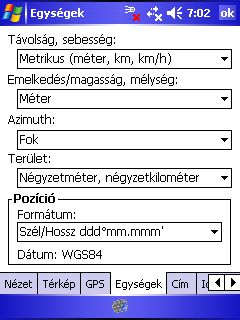 Egységek 7:02 ok
Távolság, sebesség:
Metrikus (méter, km, km/h)
Emelkedés/magasság, mélység:
Méter
Azimuth:
Fok
Terület:
Négyzetméter, négyzetkilométer
Pozíció
Formátum:
Szél/Hossz ddd°mm.mmm'
Dátum: WGS84
Nézet Térkép GPS Egységek Cím